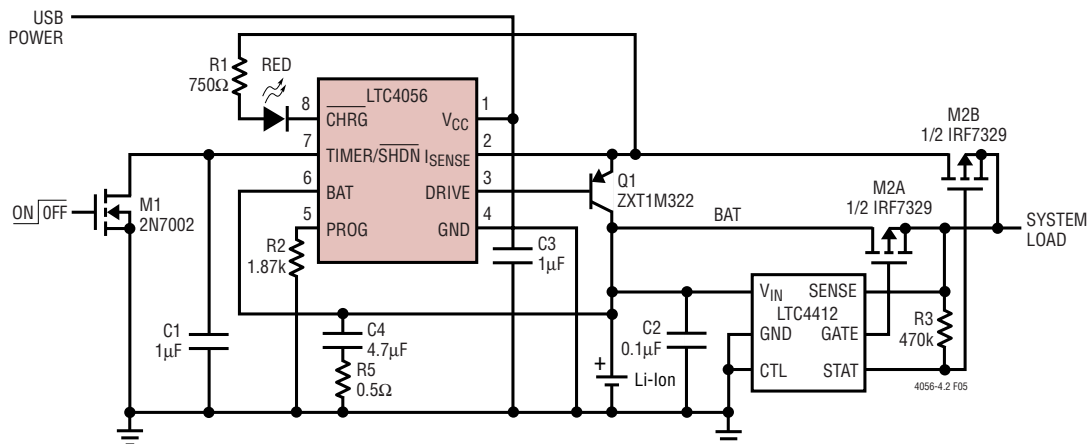 USB
POWER
R1
750Ω
RED
LTC4056
8
CHRG
1
VCC
7
TIMER/SHDN
ISENSE
2
6
BAT
DRIVE
3
5
PROG
GND
4
ON OFF
M1
2N7002
R2
1.87k
C1
1µF
C4
4.7µF
R5
0.5Ω
C3
1µF
Q1
ZXT1M322
BAT
M2A
1/2 IRF7329
M2B
1/2 IRF7329
SYSTEM
LOAD
C2
0.1µF
+
Li-Ion
VIN
SENSE
LTC4412
GND
GATE
CTL
STAT
R3
470k
4056-4.2 F05